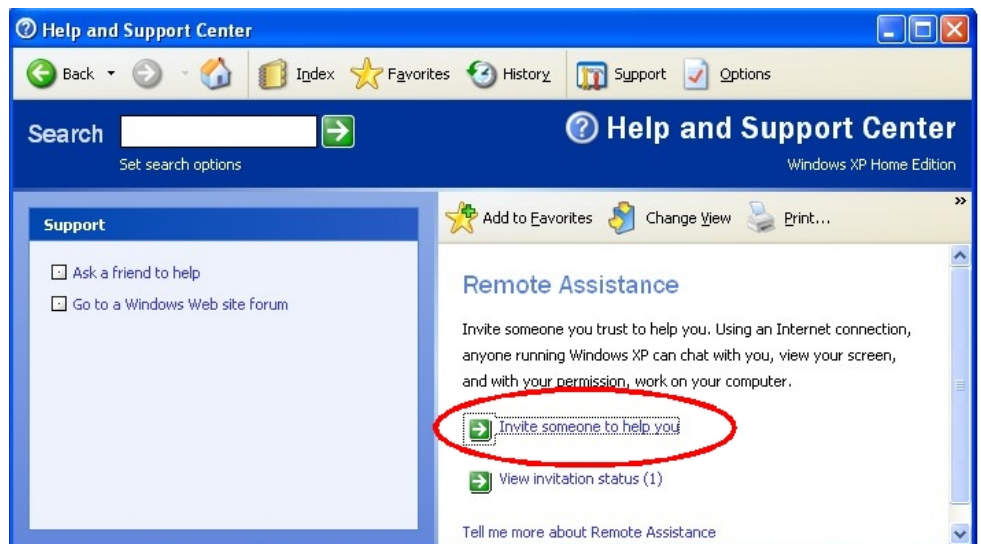 Help and Support Center
Back Index Favorites History Support Options
Search
Set search options
Help and Support Center
Windows XP Home Edition
Support
Ask a friend to help
Go to a Windows Web site forum
Add to Favorites Change View Print...
Remote Assistance
Invite someone you trust to help you. Using an Internet connection,
anyone running Windows XP can chat with you, view your screen,
and with your permission, work on your computer.
Invite someone to help you
View invitation status (1)
Tell me more about Remote Assistance